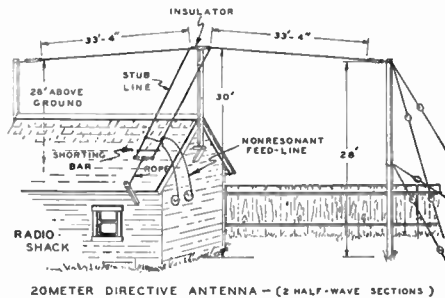 INSULATOR
33'-4"
33'-4"
STUB
LINE
28' ABOVE
GROUND
30'
SHORTING
BAR
ROPE
NONRESONANT
FEED-LINE
28'
RADIO
SHACK
20METER DIRECTIVE ANTENNA - (2 HALF-WAVE SECTIONS)